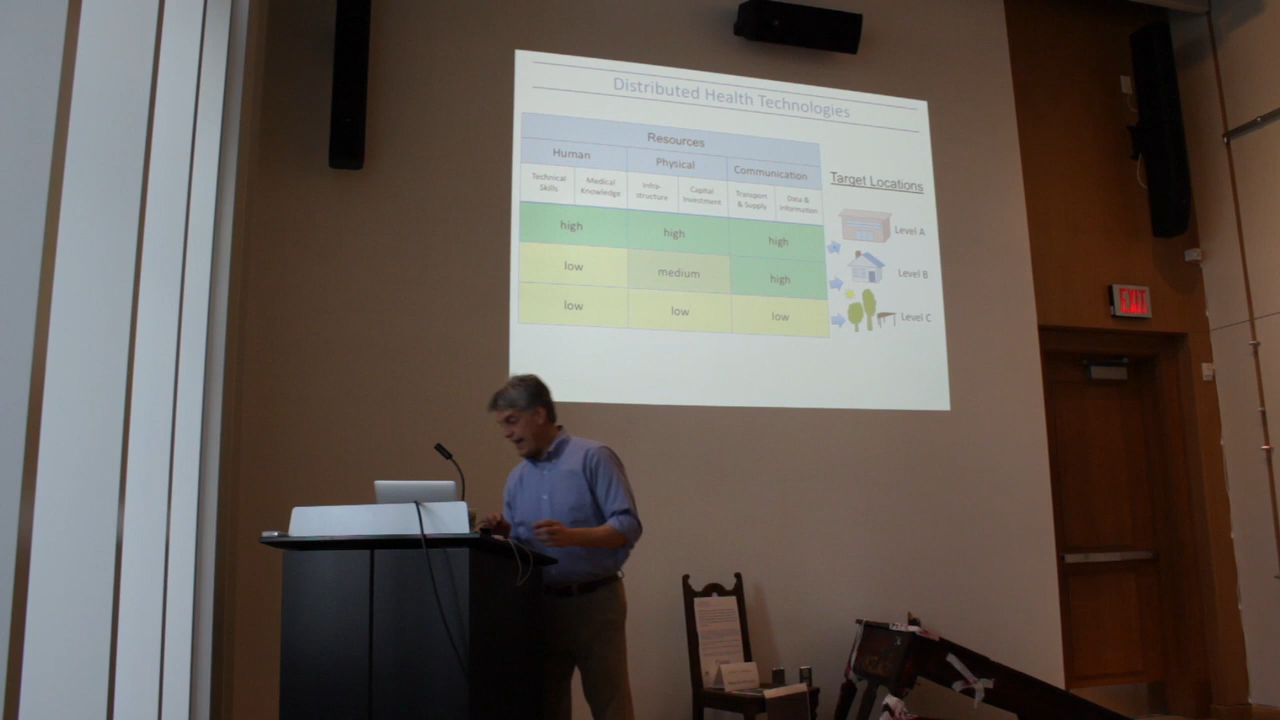 Distributed Health Technologies
Resources
Human Physical Communication
Technical Skills Medical Knowledge Infra-structure Capital Investment Transport & Supply Data & Information
Target Locations
high high high Level A
low medium high Level B
low low low Level C
EXIT